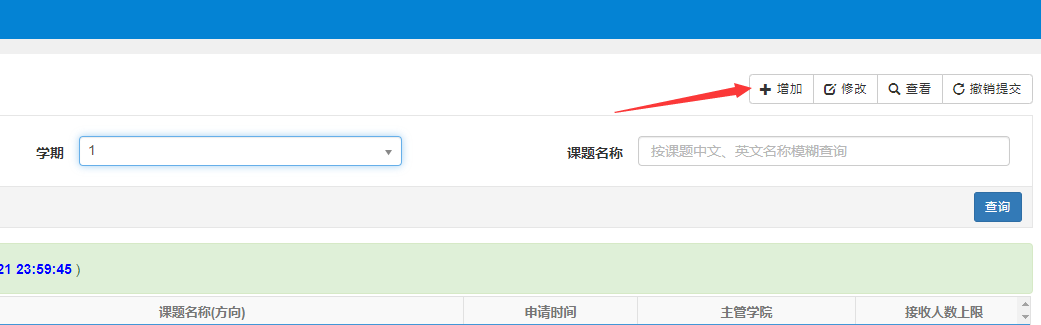 增加 修改 查看 撤销提交
学期 1 课题名称 按课题中文、英文名称模糊查询
查询
21 23:59:45 )
课题名称(方向) 申请时间 主管学院 接收人数上限